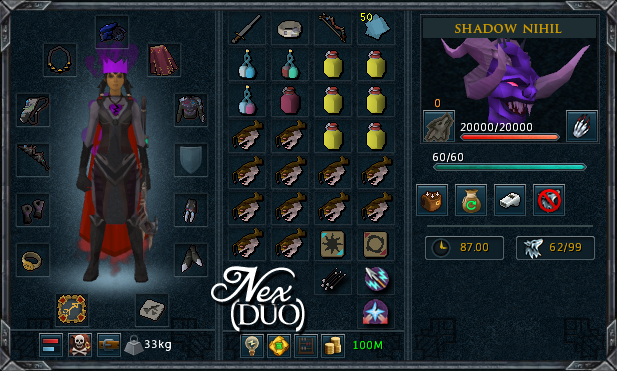 50
SHADOW NIHIL
0
20000/20000
60/60
87.00
62/99
Nex
(DUO)
33kg
100M